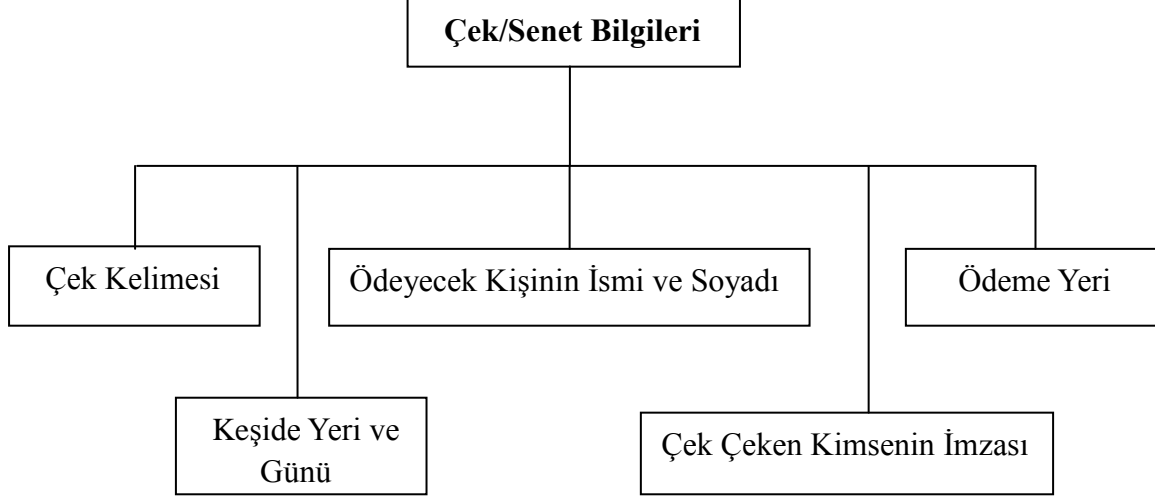 Çek/Senet Bilgileri
Çek Kelimesi
Ödeyecek Kişinin İsmi ve Soyadı
Ödeme Yeri
Keşide Yeri ve
Günü
Çek Çeken Kimsenin İmzası